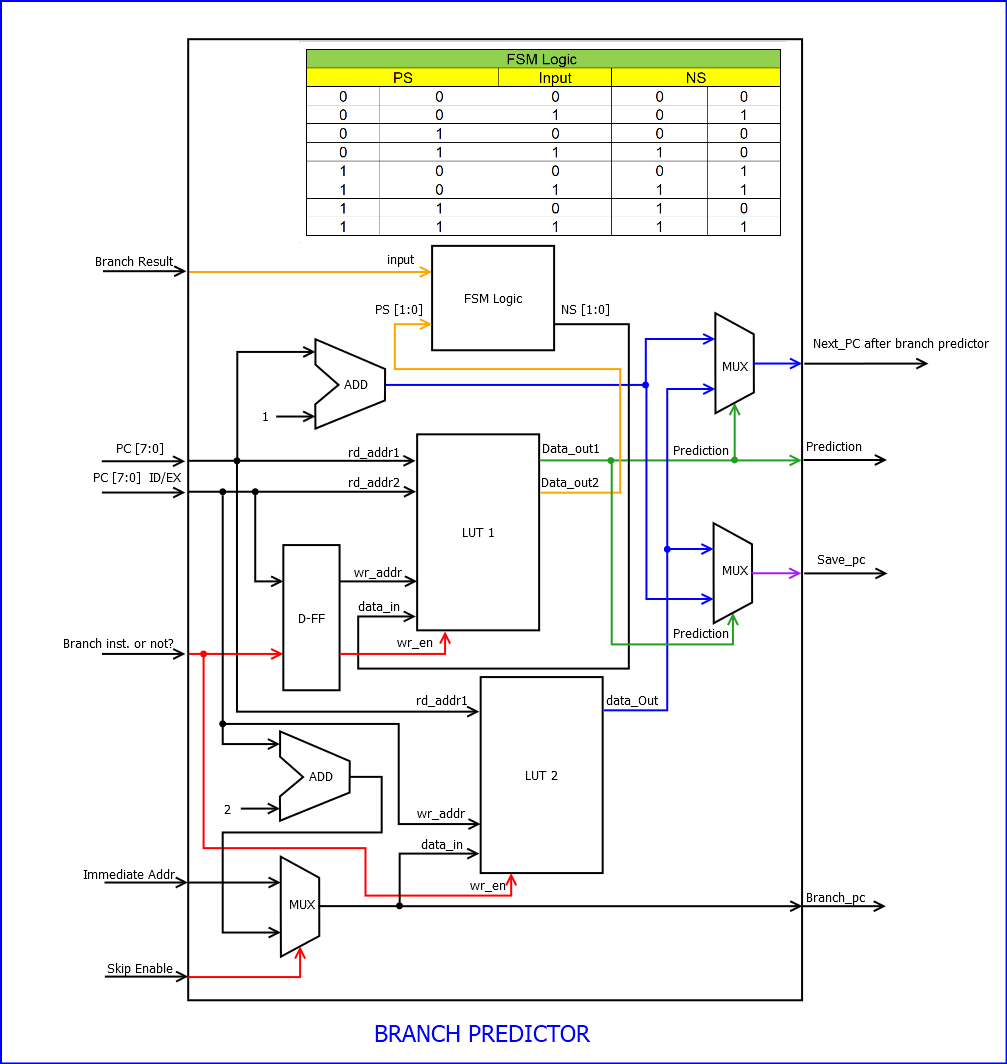 FSM Logic
PS Input NS
0 0 0 0 0
0 0 1 0 1
0 1 0 0 0
0 1 1 1 0
1 0 0 0 1
1 0 1 1 1
1 1 0 1 0
1 1 1 1 1
Branch Result
input
FSM Logic
PS [1:0]
NS [1:0]
Next_PC after branch predictor
MUX
ADD
1
PC [7:0]
rd_addr1
Data_out1
Prediction
Prediction
PC [7:0] ID/EX
rd_addr2
Data_out2
LUT 1
Save_pc
MUX
wr_addr
data_in
D-FF
Prediction
Branch inst. or not?
wr_en
rd_addr1
data_Out
ADD
LUT 2
2
wr_addr
data_in
Immediate Addr
wr_en
MUX
Branch_pc
Skip Enable
BRANCH PREDICTOR